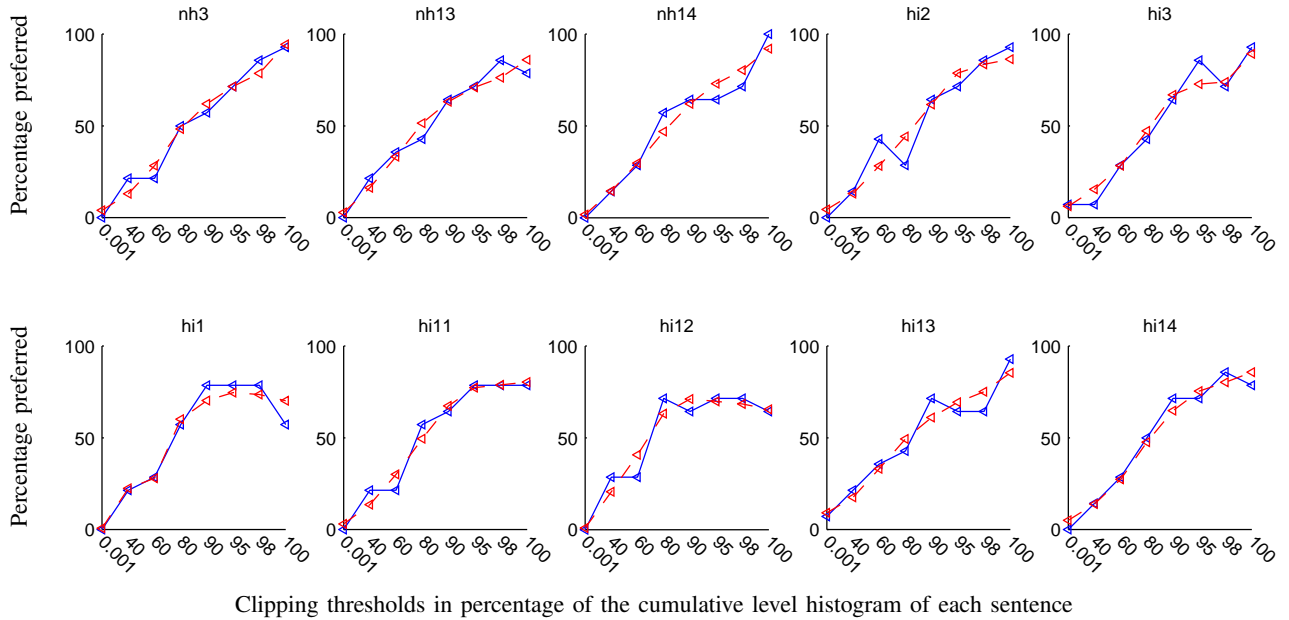 nh3 nh13 nh14 hi2 hi3
Percentage preferred
100 100 100 100 100
50 50 50 50 50
0 0 0 0 0
0.001 40 60 80 90 95 98 100 0.001 40 60 80 90 95 98 100 0.001 40 60 80 90 95 98 100 0.001 40 60 80 90 95 98 100 0.001 40 60 80 90 95 98 100
hi1 hi11 hi12 hi13 hi14
Percentage preferred
100 100 100 100 100
50 50 50 50 50
0 0 0 0 0
0.001 40 60 80 90 95 98 100 0.001 40 60 80 90 95 98 100 0.001 40 60 80 90 95 98 100 0.001 40 60 80 90 95 98 100 0.001 40 60 80 90 95 98 100
Clipping thresholds in percentage of the cumulative level histogram of each sentence